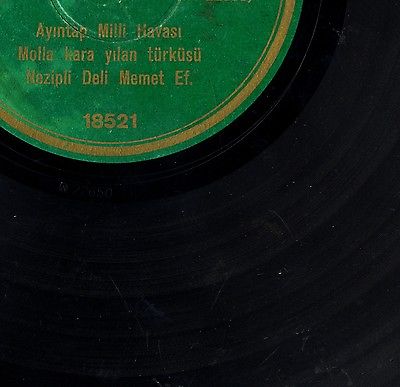 Ayıntap Milli Havası
Molla kara yılan türküsü
Nezipli Deli Memet Ef.
18521